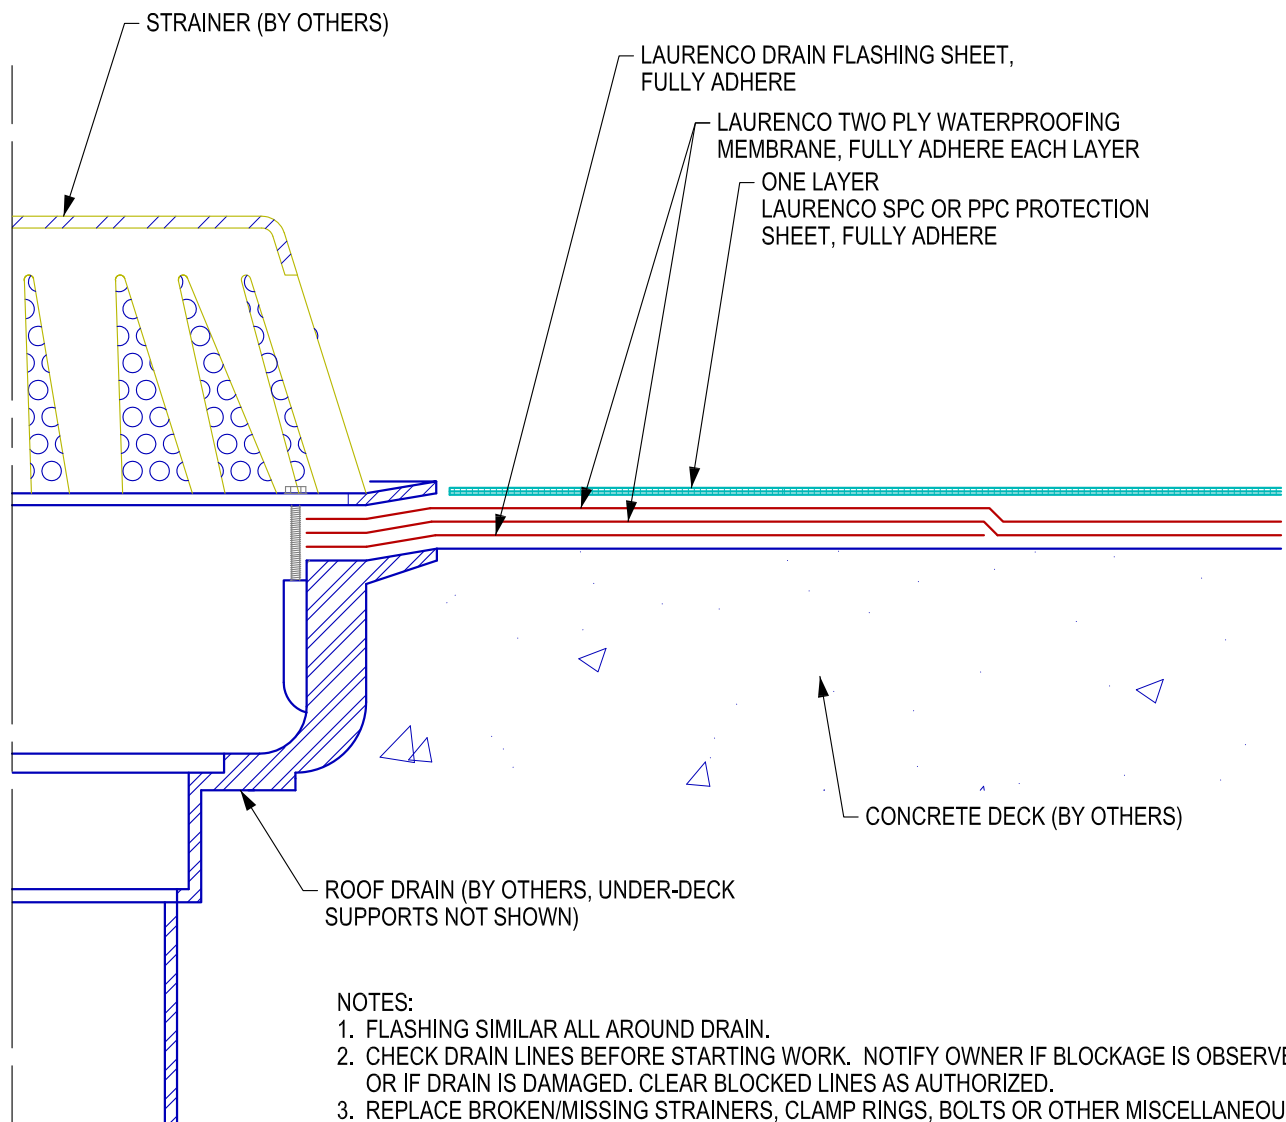 STRAINER (BY OTHERS)
LAURENCO DRAIN FLASHING SHEET,
FULLY ADHERE
LAURENCO TWO PLY WATERPROOFING
MEMBRANE, FULLY ADHERE EACH LAYER
ONE LAYER
LAURENCO SPC OR PPC PROTECTION
SHEET, FULLY ADHERE
CONCRETE DECK (BY OTHERS)
ROOF DRAIN (BY OTHERS, UNDER-DECK
SUPPORTS NOT SHOWN)
NOTES:
1. FLASHING SIMILAR ALL AROUND DRAIN.
2. CHECK DRAIN LINES BEFORE STARTING WORK. NOTIFY OWNER IF BLOCKAGE IS
OR IF DRAIN IS DAMAGED. CLEAR BLOCKED LINES AS AUTHORIZED.
3. REPLACE BROKEN/MISSING STRAINERS, CLAMP RINGS, BOLTS OR OTHER